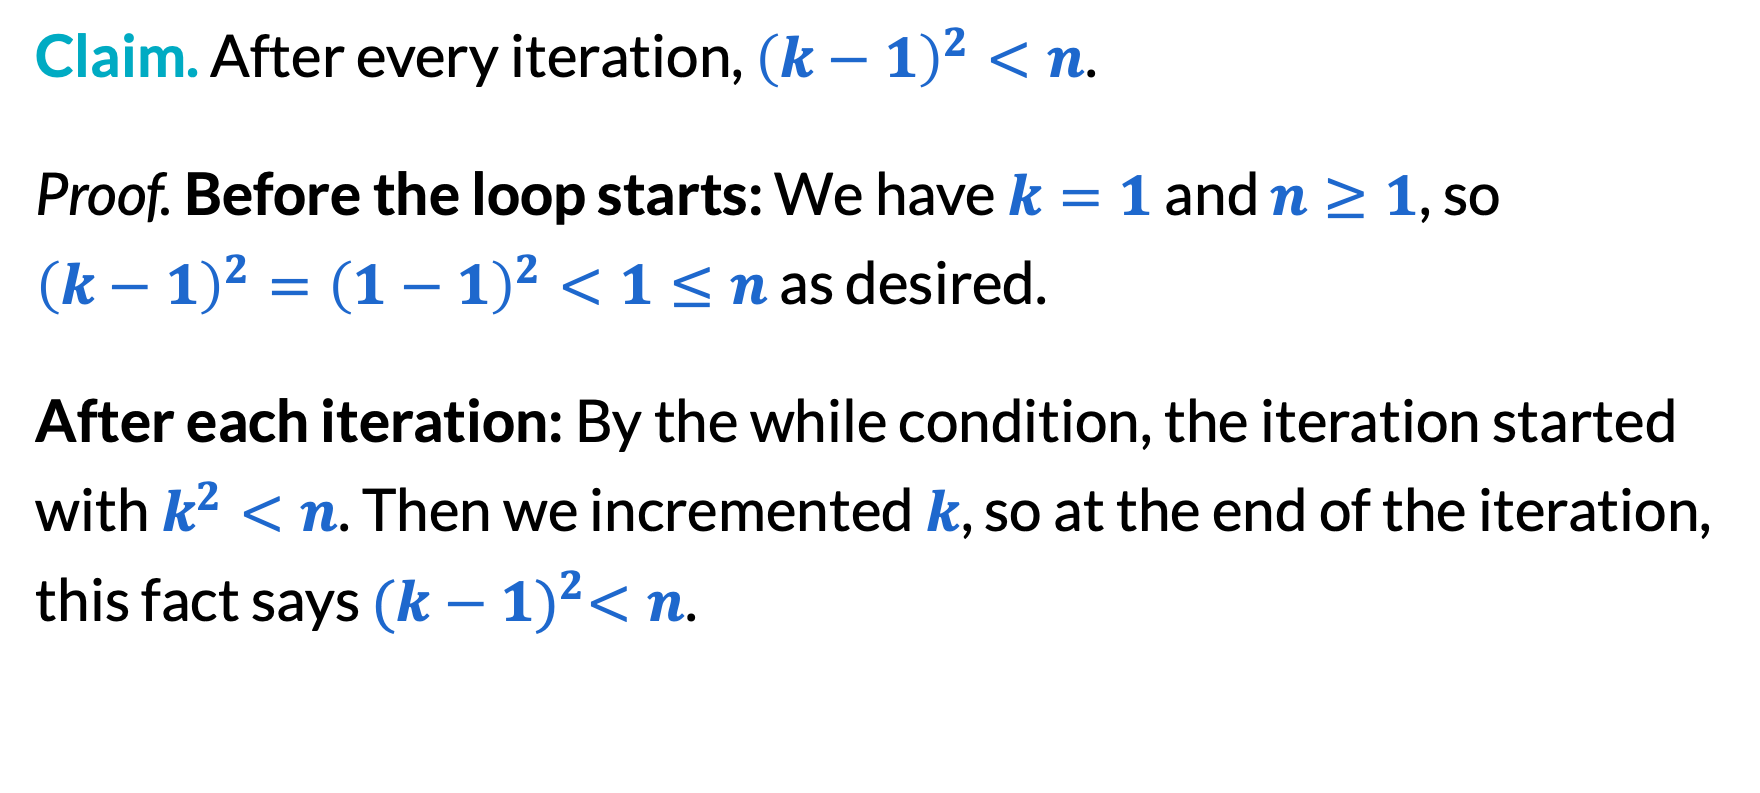 Claim. After every iteration, (k − 1)² < n.
Proof. Before the loop starts: We have k = 1 and n ≥ 1, so
(k − 1)² = (1 − 1)² < 1 ≤ n as desired.
After each iteration: By the while condition, the iteration started
with k² < n. Then we incremented k, so at the end of the iteration,
this fact says (k − 1)² < n.